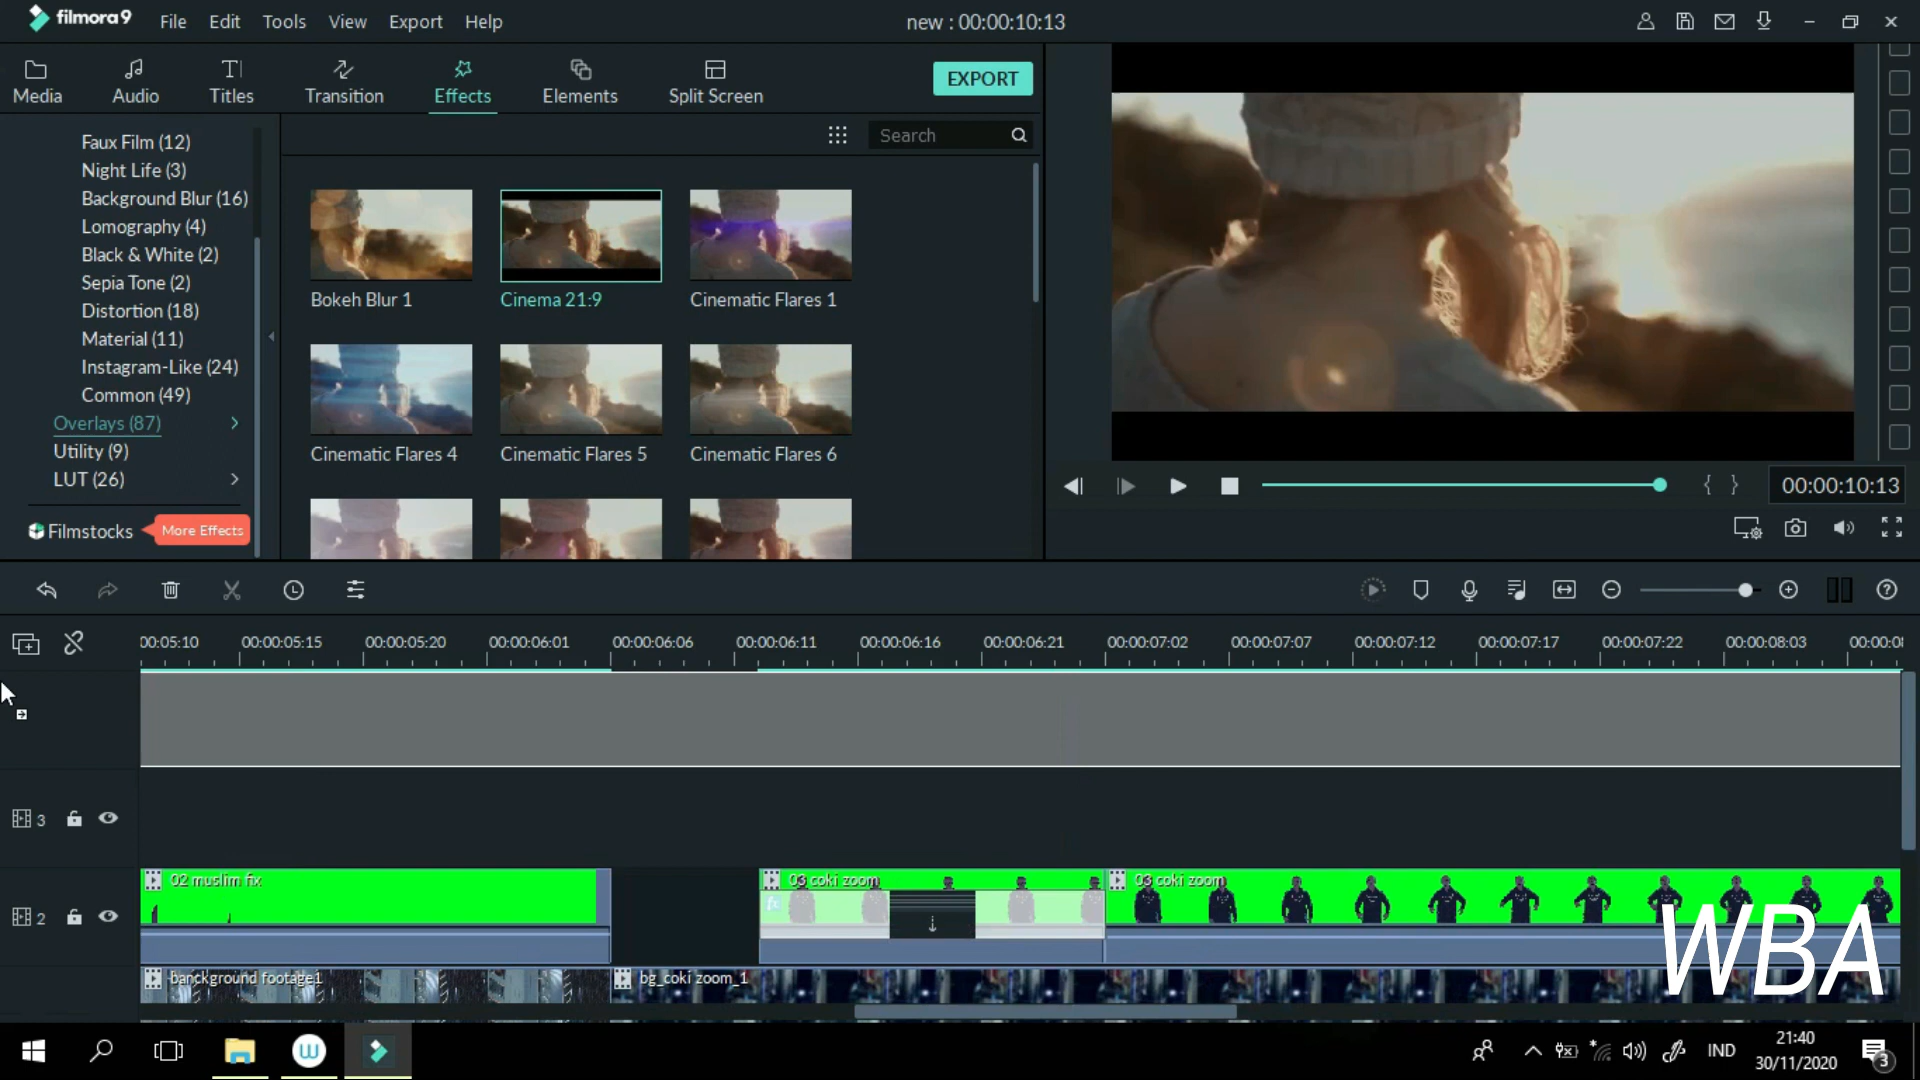 filmora9 File Edit Tools View Export Help new : 00:00:10:13
Media Audio Titles Transition Effects Elements Split Screen EXPORT
Search
Faux Film (12)
Night Life (3)
Background Blur (16)
Lomography (4)
Black & White (2)
Sepia Tone (2)
Distortion (18)
Material (11)
Instagram-Like (24)
Common (49)
Overlays (87)
Utility (9)
LUT (26)
Filmstocks More Effects
Bokeh Blur 1 Cinema 21:9 Cinematic Flares 1
Cinematic Flares 4 Cinematic Flares 5 Cinematic Flares 6
{ } 00:00:10:13
00:05:10 00:00:05:15 00:00:05:20 00:00:06:01 00:00:06:06 00:00:06:11 00:00:06:16 00:00:06:21 00:00:07:02 00:00:07:07 00:00:07:12 00:00:07:17 00:00:07:22 00:00:08:03
3
02 muslim fix 03 coki zoom 03 coki zoom
fx
2
WBA
banckground footage1 bg_coki zoom_1
IND 21:40
30/11/2020
3